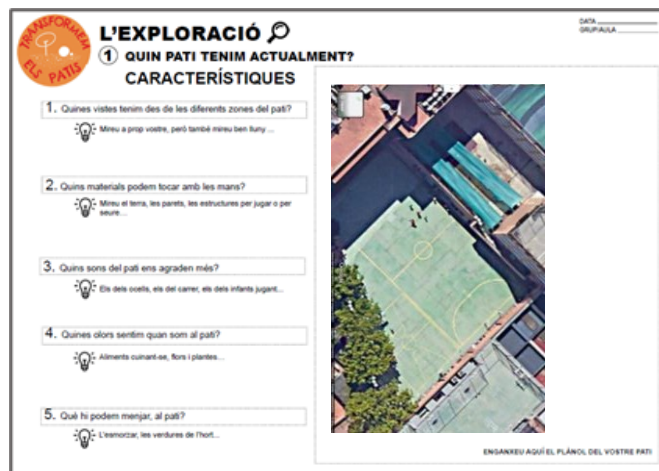 TRANSFORMEM
ELS PATIS
L'EXPLORACIÓ
1 QUIN PATI TENIM ACTUALMENT?
CARACTERÍSTIQUES
DATA
GRUP/AULA
1. Quines vistes tenim des de les diferents zones del pati?
Mireu a prop vostre, però també mireu ben lluny ...
2. Quins materials podem tocar amb les mans?
Mireu el terra, les parets, les estructures per jugar o per
seure...
3. Quins sons del pati ens agraden més?
Els dels ocells, els del carrer, els dels infants jugant...
4. Quines olors sentim quan som al pati?
Aliments cuinant-se, flors i plantes...
5. Què hi podem menjar, al pati?
L'esmorzar, les verdures de l'hort...
ENGANXEU AQUÍ EL PLÀNOL DEL VOSTRE PATI